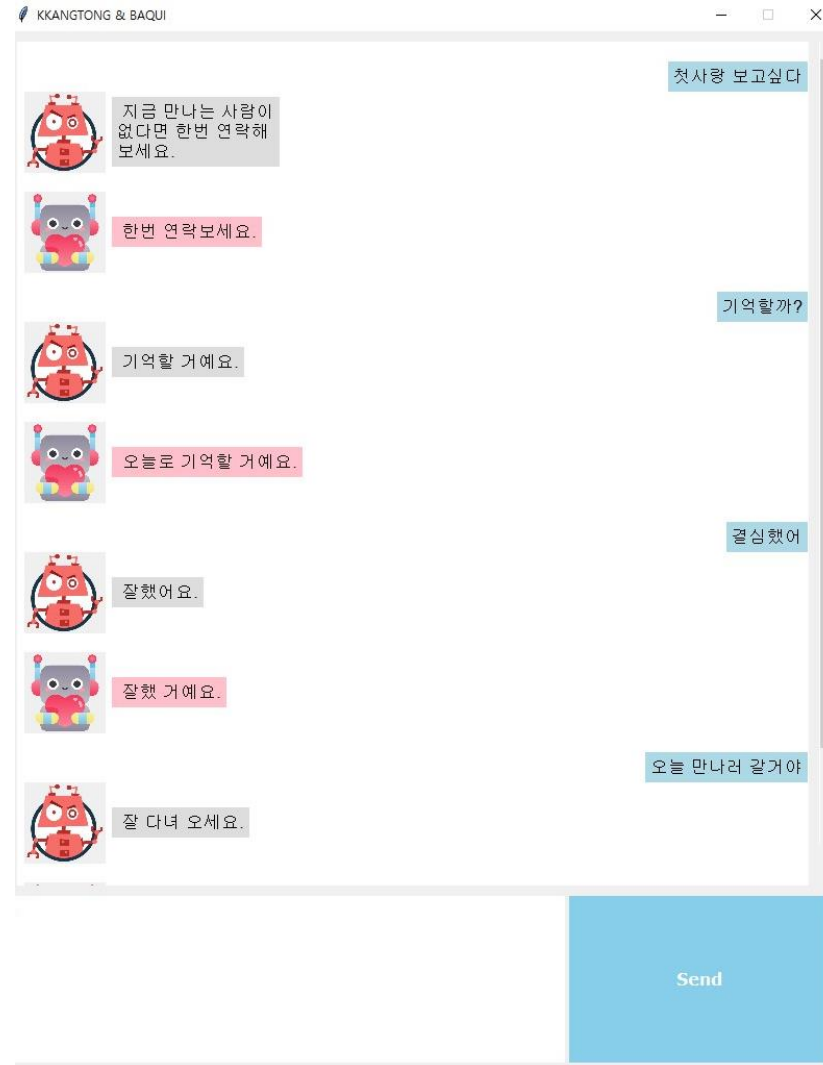 KKANGTONG & BAQUI
첫사랑 보고싶다
지금 만나는 사람이
없다면 한번 연락해
보세요.
한번 연락보세요.
기억할까?
기억할 거예요.
오늘로 기억할 거예요.
결심했어
잘했어요.
잘했 거예요.
오늘 만나러 갈거야
잘 다녀 오세요.
Send